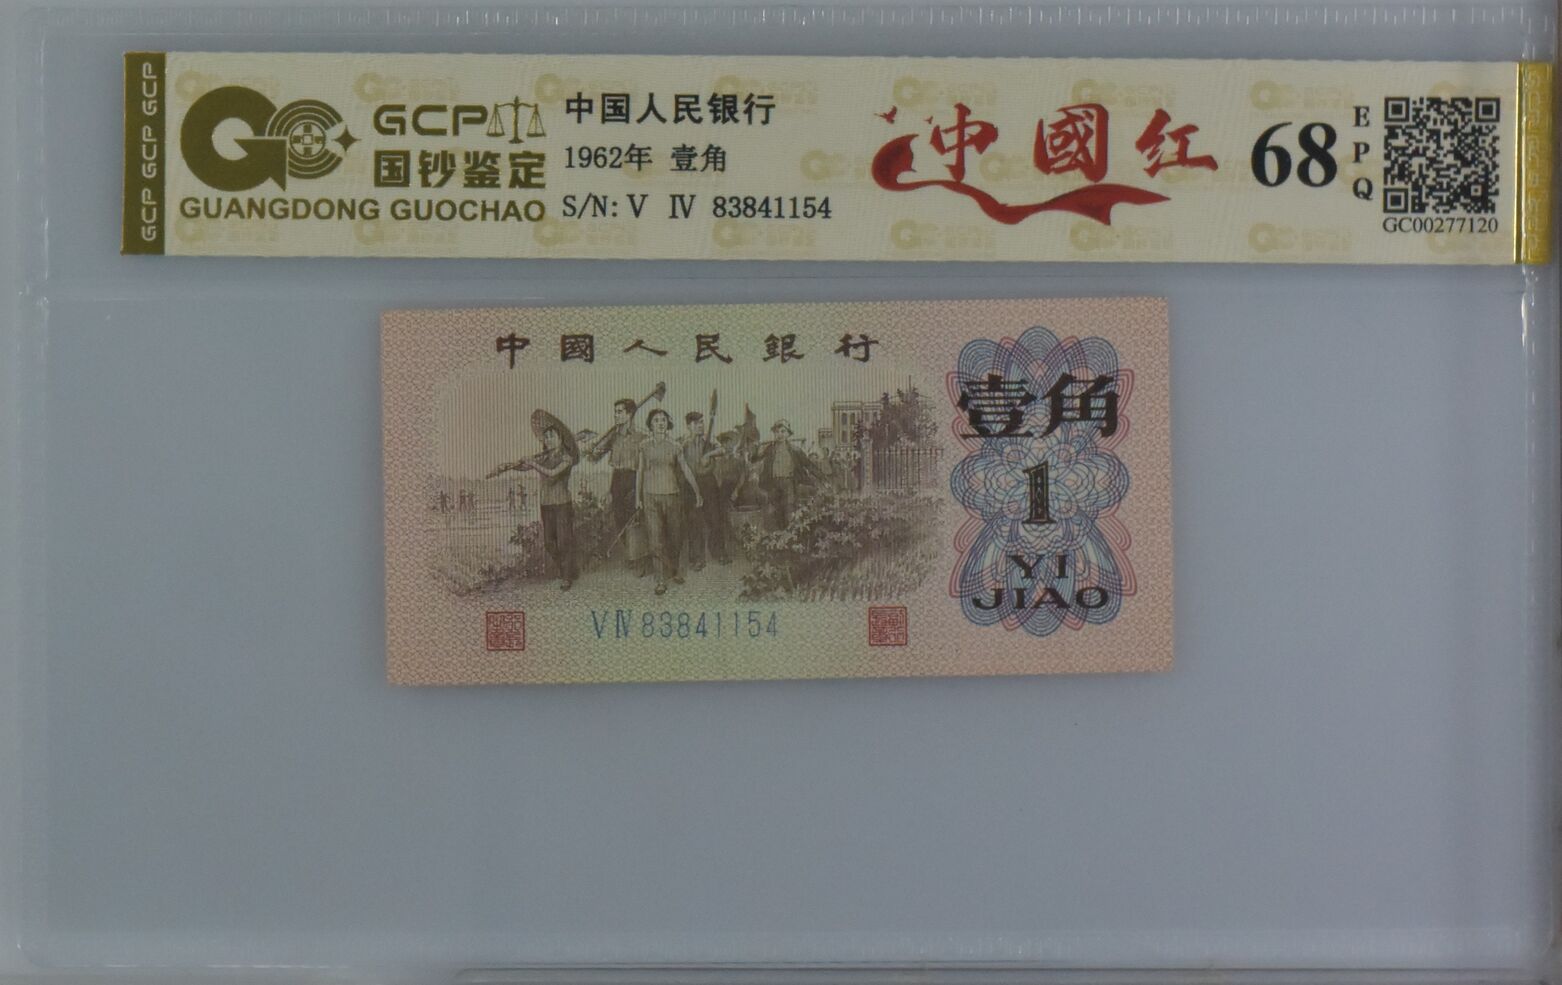 GCP GCP GCP
GCP
国钞鉴定
GUANGDONG GUOCHAO
中国人民银行
1962年 壹角
S/N: V Ⅳ 83841154
中國红
68
EPQ
GC00277120
中國人民銀行
壹角
1
YI
JIAO
V Ⅳ 83841154